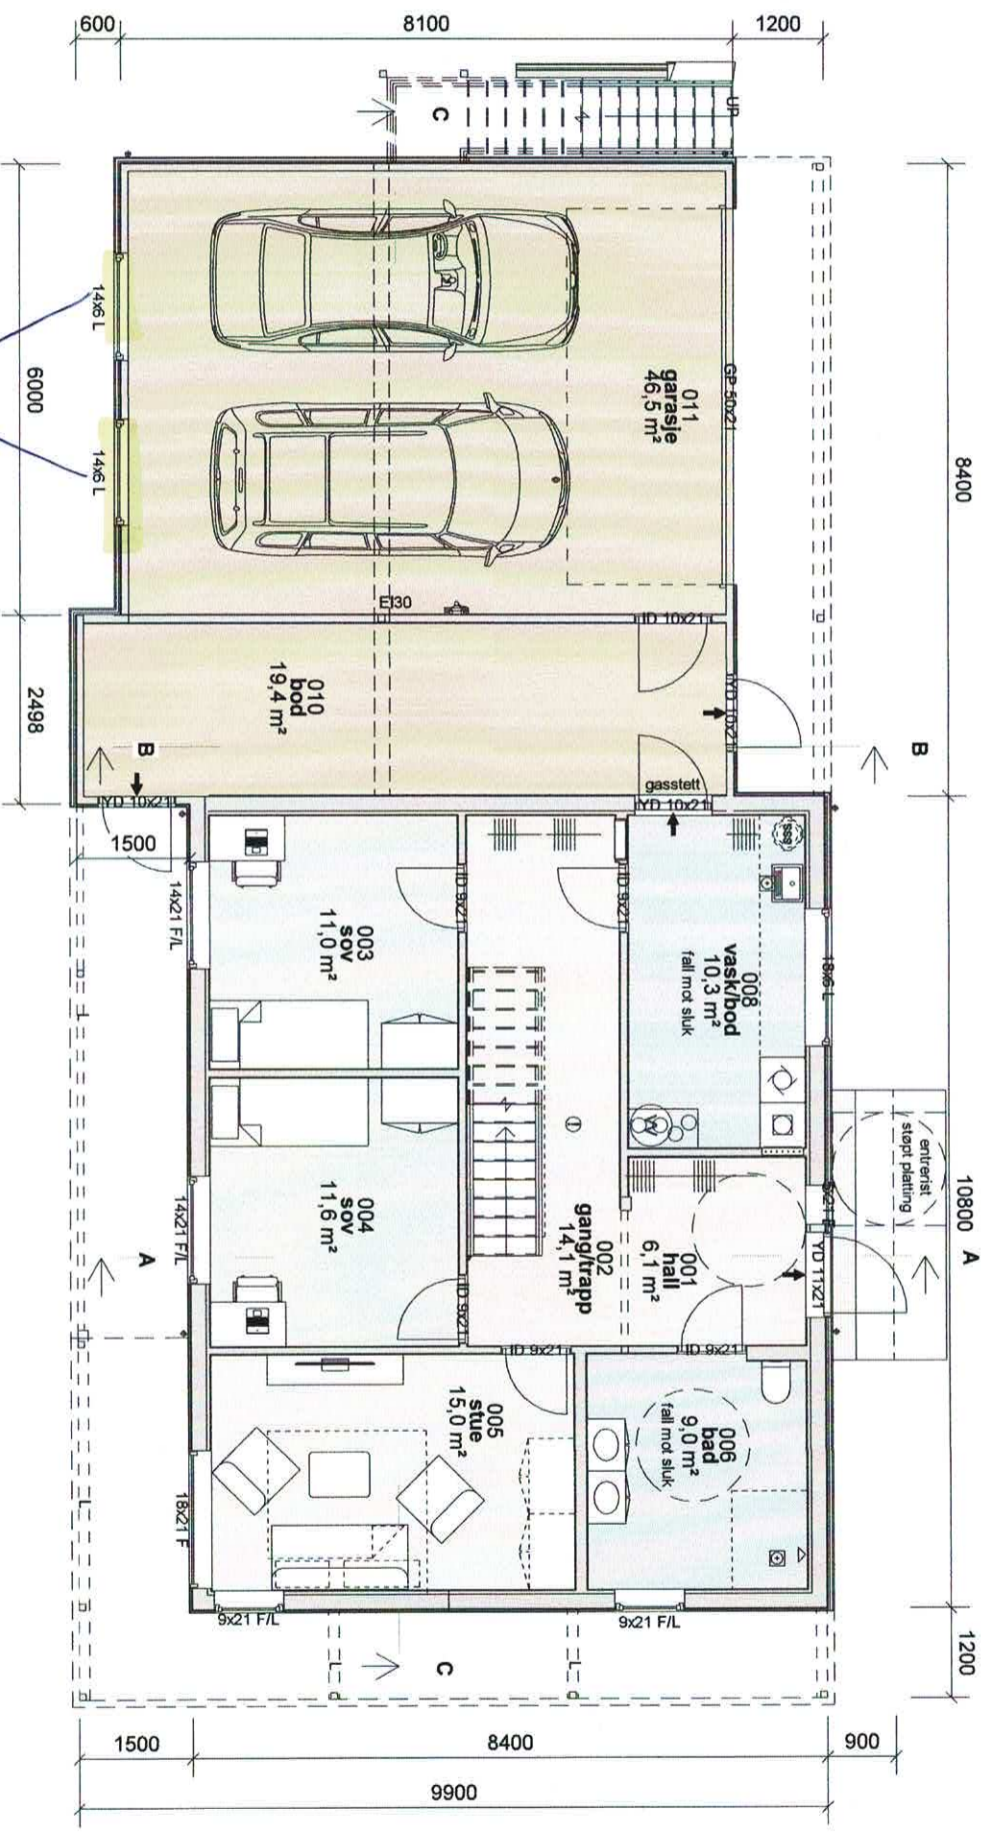 600
8100
1200
UP
C
8400
10800
1200
6000
2498
14x6 L
14x6 L
GP 50x21
011
garasje
46,5 m²
EI30
ID 10x21
010
bod
19,4 m²
YD 10x21
B
B
YD 10x21
gasstett
YD 10x21
1500
14x21 F/L
003
sov
11,0 m²
ID 9x21
ID 9x21
008
vask/bod
10,3 m²
fall mot sluk
18x6 L
VV
entrerist
støpt platting
004
sov
11,6 m²
14x21 F/L
ID 9x21
002
gang/trapp
14,1 m²
001
hall
6,1 m²
YD 11x21
A
A
ID 9x21
ID 9x21
005
stue
15,0 m²
006
bad
9,0 m²
fall mot sluk
18x21 F
9x21 F/L
9x21 F/L
L
L
L
L
C
1500
8400
900
9900